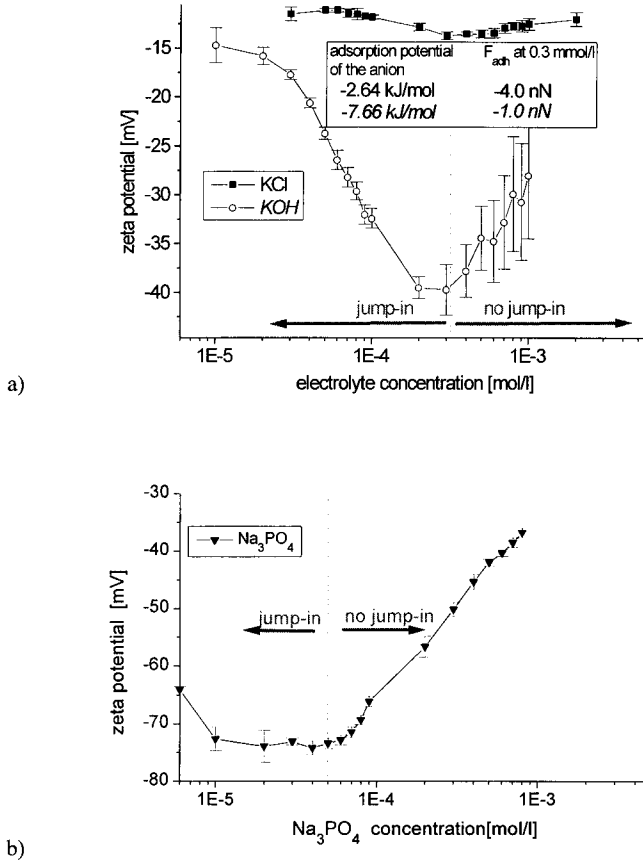 -15
-20
-25
-30
-35
-40
zeta potential [mV]
adsorption potential of the anion
F_adh at 0.3 mmol/l
-2.64 kJ/mol -4.0 nN
-7.66 kJ/mol -1.0 nN
KCl
KOH
jump-in
no jump-in
1E-5 1E-4 1E-3
electrolyte concentration [mol/l]
a)
-30
-40
-50
-60
-70
-80
zeta potential [mV]
Na₃PO₄
jump-in
no jump-in
1E-5 1E-4 1E-3
Na₃PO₄ concentration[mol/l]
b)